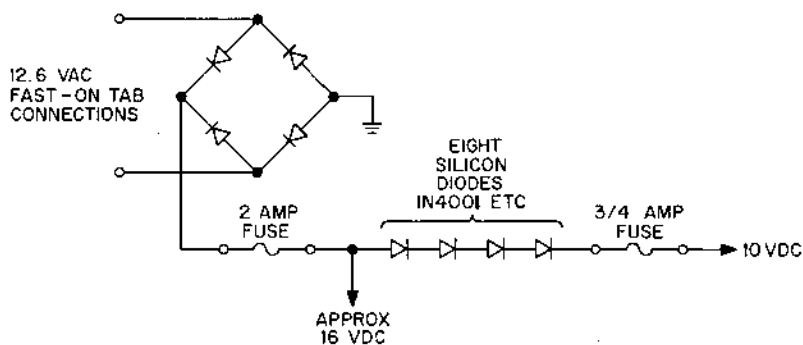 12.6 VAC
FAST-ON TAB
CONNECTIONS
EIGHT
SILICON
DIODES
IN4001 ETC
2 AMP
FUSE
3/4 AMP
FUSE
10 VDC
APPROX
16 VDC